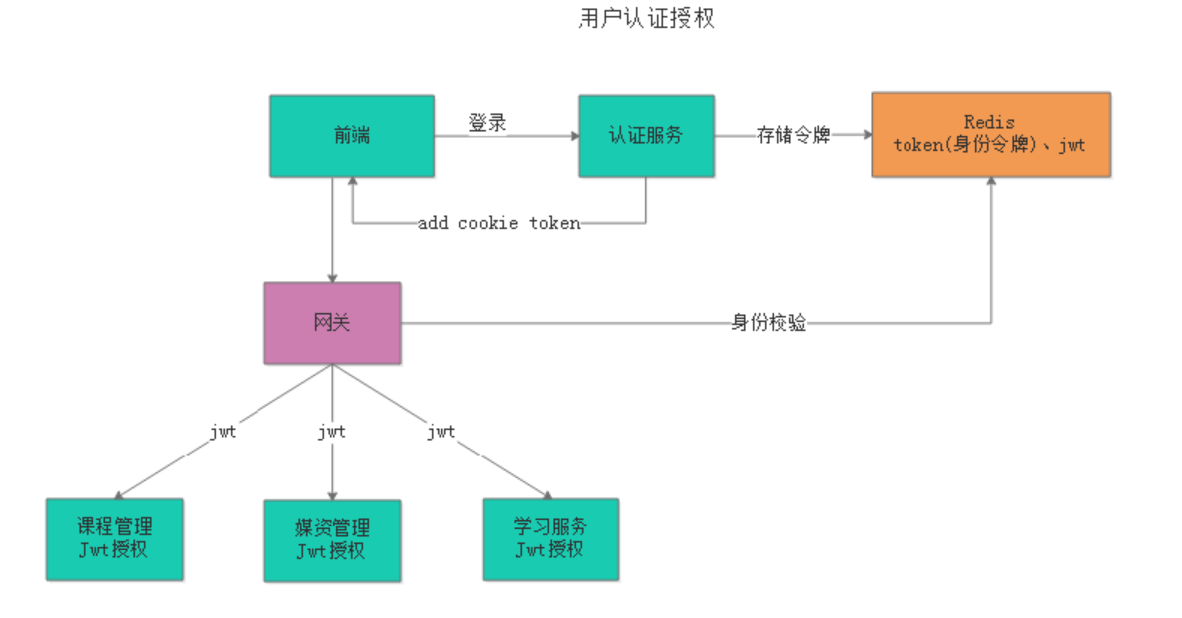 用户认证授权
前端
登录
认证服务
存储令牌
Redis
token(身份令牌)、jwt
add cookie token
网关
身份校验
jwt
jwt
jwt
课程管理
Jwt授权
媒资管理
Jwt授权
学习服务
Jwt授权